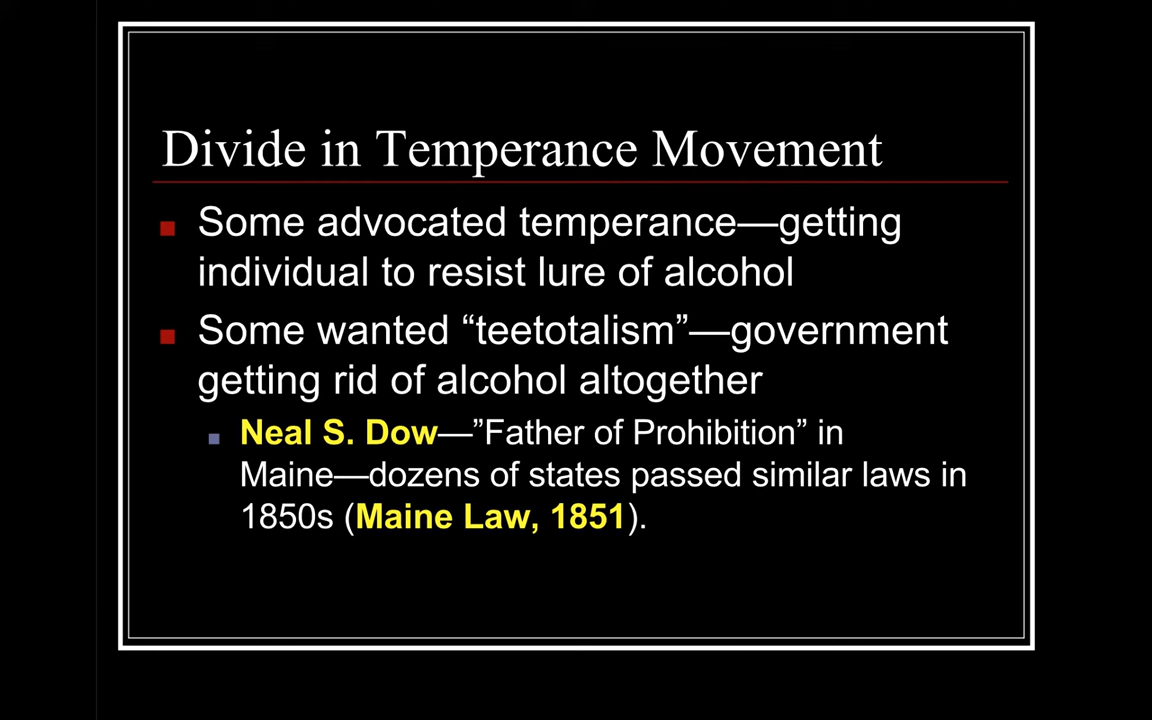 Divide in Temperance Movement
Some advocated temperance—getting
individual to resist lure of alcohol
Some wanted “teetotalism”—government
getting rid of alcohol altogether
Neal S. Dow—”Father of Prohibition” in
Maine—dozens of states passed similar laws in
1850s (Maine Law, 1851).